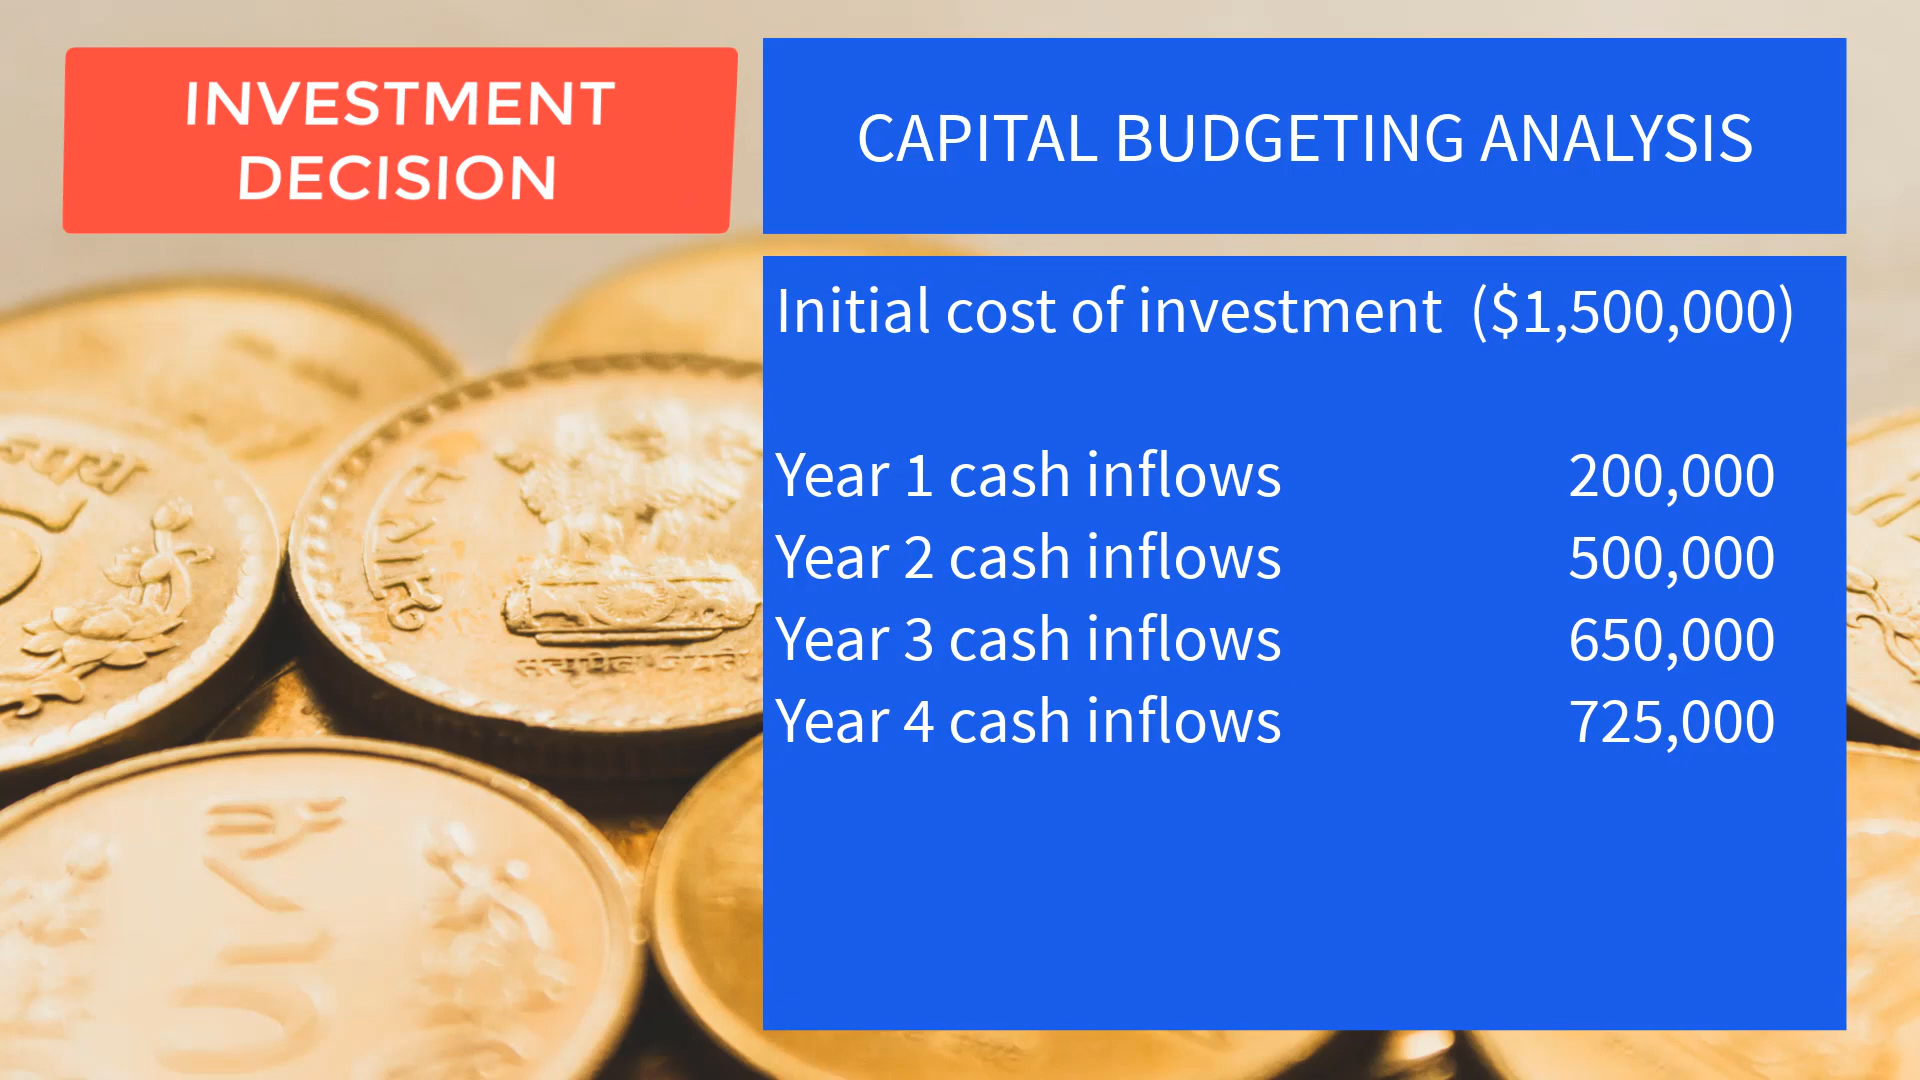 INVESTMENT
DECISION
CAPITAL BUDGETING ANALYSIS
Initial cost of investment ($1,500,000)
Year 1 cash inflows 200,000
Year 2 cash inflows 500,000
Year 3 cash inflows 650,000
Year 4 cash inflows 725,000